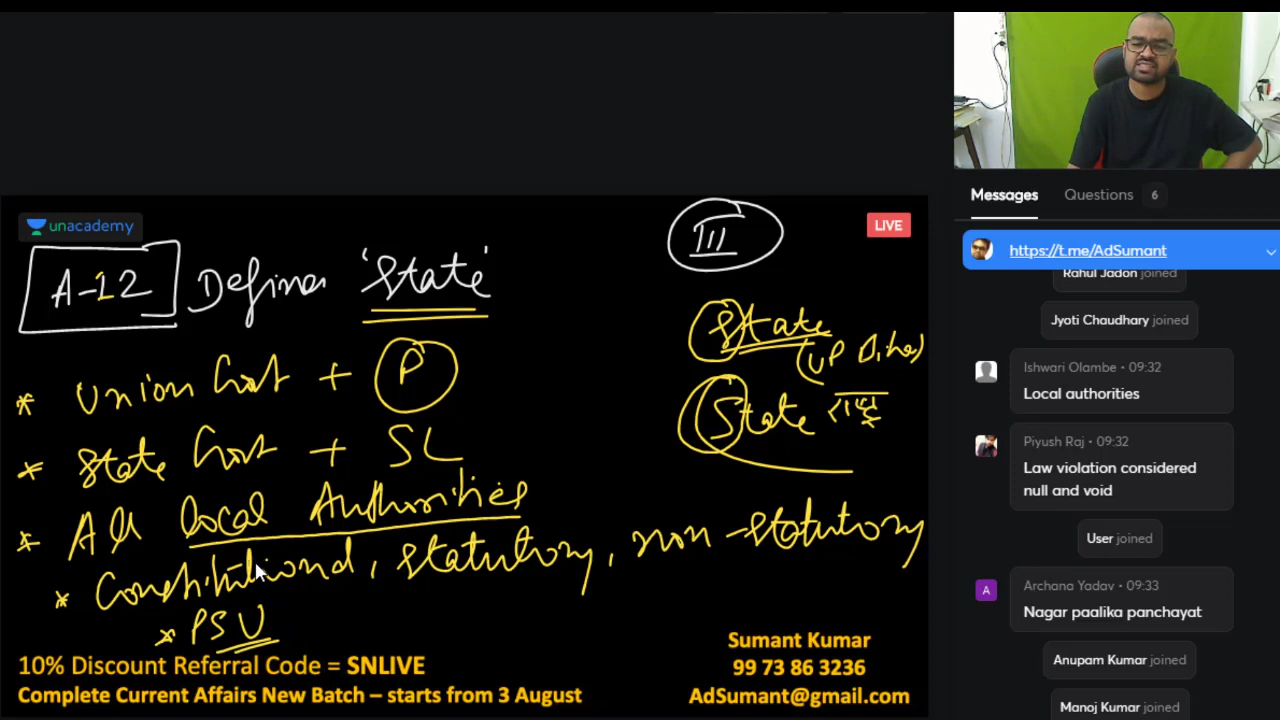 unacademy
LIVE
III
A-12 Defines 'State'
* Union Govt + P
* State Govt + SL
* All Local Authorities
* Constitutional, statutory, non-statutory
* PSU
State
(UP Bihar)
State राष्ट्र
10% Discount Referral Code = SNLIVE
Complete Current Affairs New Batch – starts from 3 August
Sumant Kumar
99 73 86 3236
AdSumant@gmail.com
Messages Questions 6
https://t.me/AdSumant
Rahul Jadon joined
Jyoti Chaudhary joined
Ishwari Olambe • 09:32
Local authorities
Piyush Raj • 09:32
Law violation considered
null and void
User joined
A
Archana Yadav • 09:33
Nagar paalika panchayat
Anupam Kumar joined
Manoj Kumar joined